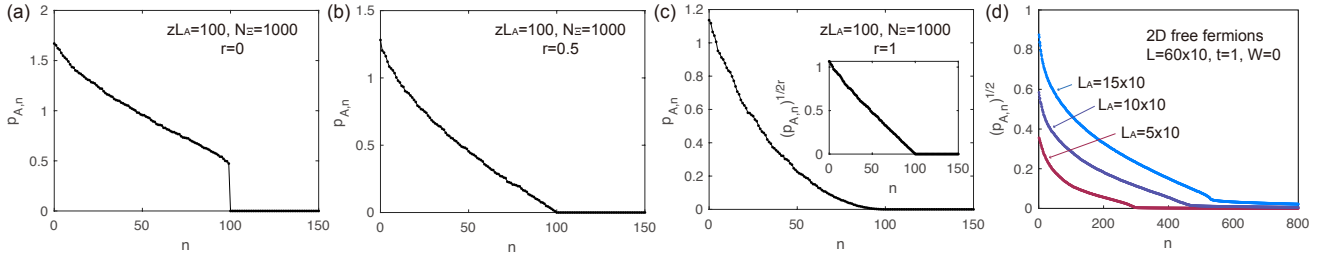 (a)
zLA=100, NΞ=1000
r=0
pA,n
2
1.5
1
0.5
0
0
50
100
150
n
(b)
zLA=100, NΞ=1000
r=0.5
pA,n
1.5
1
0.5
0
0
50
100
150
n
(c)
zLA=100, NΞ=1000
r=1
pA,n
1.2
1
0.8
0.6
0.4
0.2
0
0
50
100
150
n
(pA,n)1/2r
1
0.5
0
0
50
100
150
n
(d)
2D free fermions
L=60x10, t=1, W=0
LA=15x10
LA=10x10
LA=5x10
(pA,n)1/2
1
0.8
0.6
0.4
0.2
0
0
200
400
600
800
n